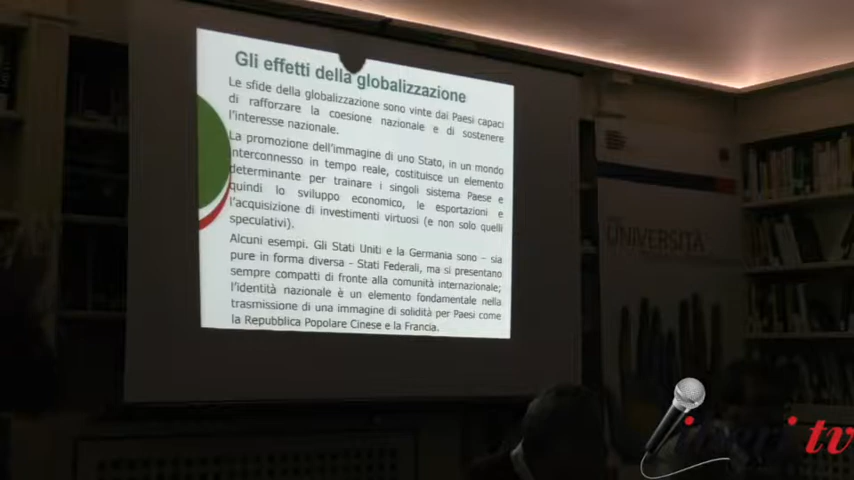 Gli effetti della globalizzazione
Le sfide della globalizzazione sono vinte dai Paesi capaci
di rafforzare la coesione nazionale e di sostenere
l'interesse nazionale.
La promozione dell'immagine di uno Stato, in un mondo
interconnesso in tempo reale, costituisce un elemento
determinante per trainare i singoli sistema Paese e
quindi lo sviluppo economico, le esportazioni e
l'acquisizione di investimenti virtuosi (e non solo quelli
speculativi).
Alcuni esempi. Gli Stati Uniti e la Germania sono – sia
pure in forma diversa – Stati Federali, ma si presentano
sempre compatti di fronte alla comunità internazionale;
l'identità nazionale è un elemento fondamentale nella
trasmissione di una immagine di solidità per Paesi come
la Repubblica Popolare Cinese e la Francia.
UNIVERSITÀ
tv